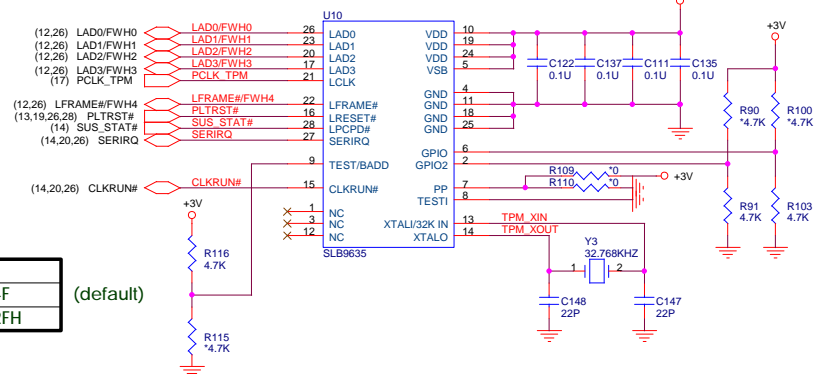 U10
(12,26) LAD0/FWH0 LAD0/FWH0 26 LAD0 VDD 10
(12,26) LAD1/FWH1 LAD1/FWH1 23 LAD1 VDD 19
(12,26) LAD2/FWH2 LAD2/FWH2 20 LAD2 VDD 24
(12,26) LAD3/FWH3 LAD3/FWH3 17 LAD3 VSB 5
(17) PCLK_TPM PCLK_TPM 21 LCLK
GND 4
(12,26) LFRAME#/FWH4 LFRAME#/FWH4 22 LFRAME# GND 11
(13,19,26,28) PLTRST# PLTRST# 16 LRESET# GND 18
(14) SUS_STAT# SUS_STAT# 28 LPCPD# GND 25
(14,20,26) SERIRQ SERIRQ 27 SERIRQ
GPIO 6
9 TEST/BADD GPIO2 2
(14,20,26) CLKRUN# CLKRUN# 15 CLKRUN# PP 7
TESTI 8
1 NC
3 NC XTALI/32K IN 13 TPM_XIN
12 NC XTALO 14 TPM_XOUT
SLB9635
C122 0.1U
C137 0.1U
C111 0.1U
C135 0.1U
+3V
R90 *4.7K
R100 *4.7K
R109 *0
R110 *0
+3V
R91 4.7K
R103 4.7K
Y3
32.768KHZ
1 2
C148 22P
C147 22P
+3V
R116 4.7K
R115 *4.7K
(default)